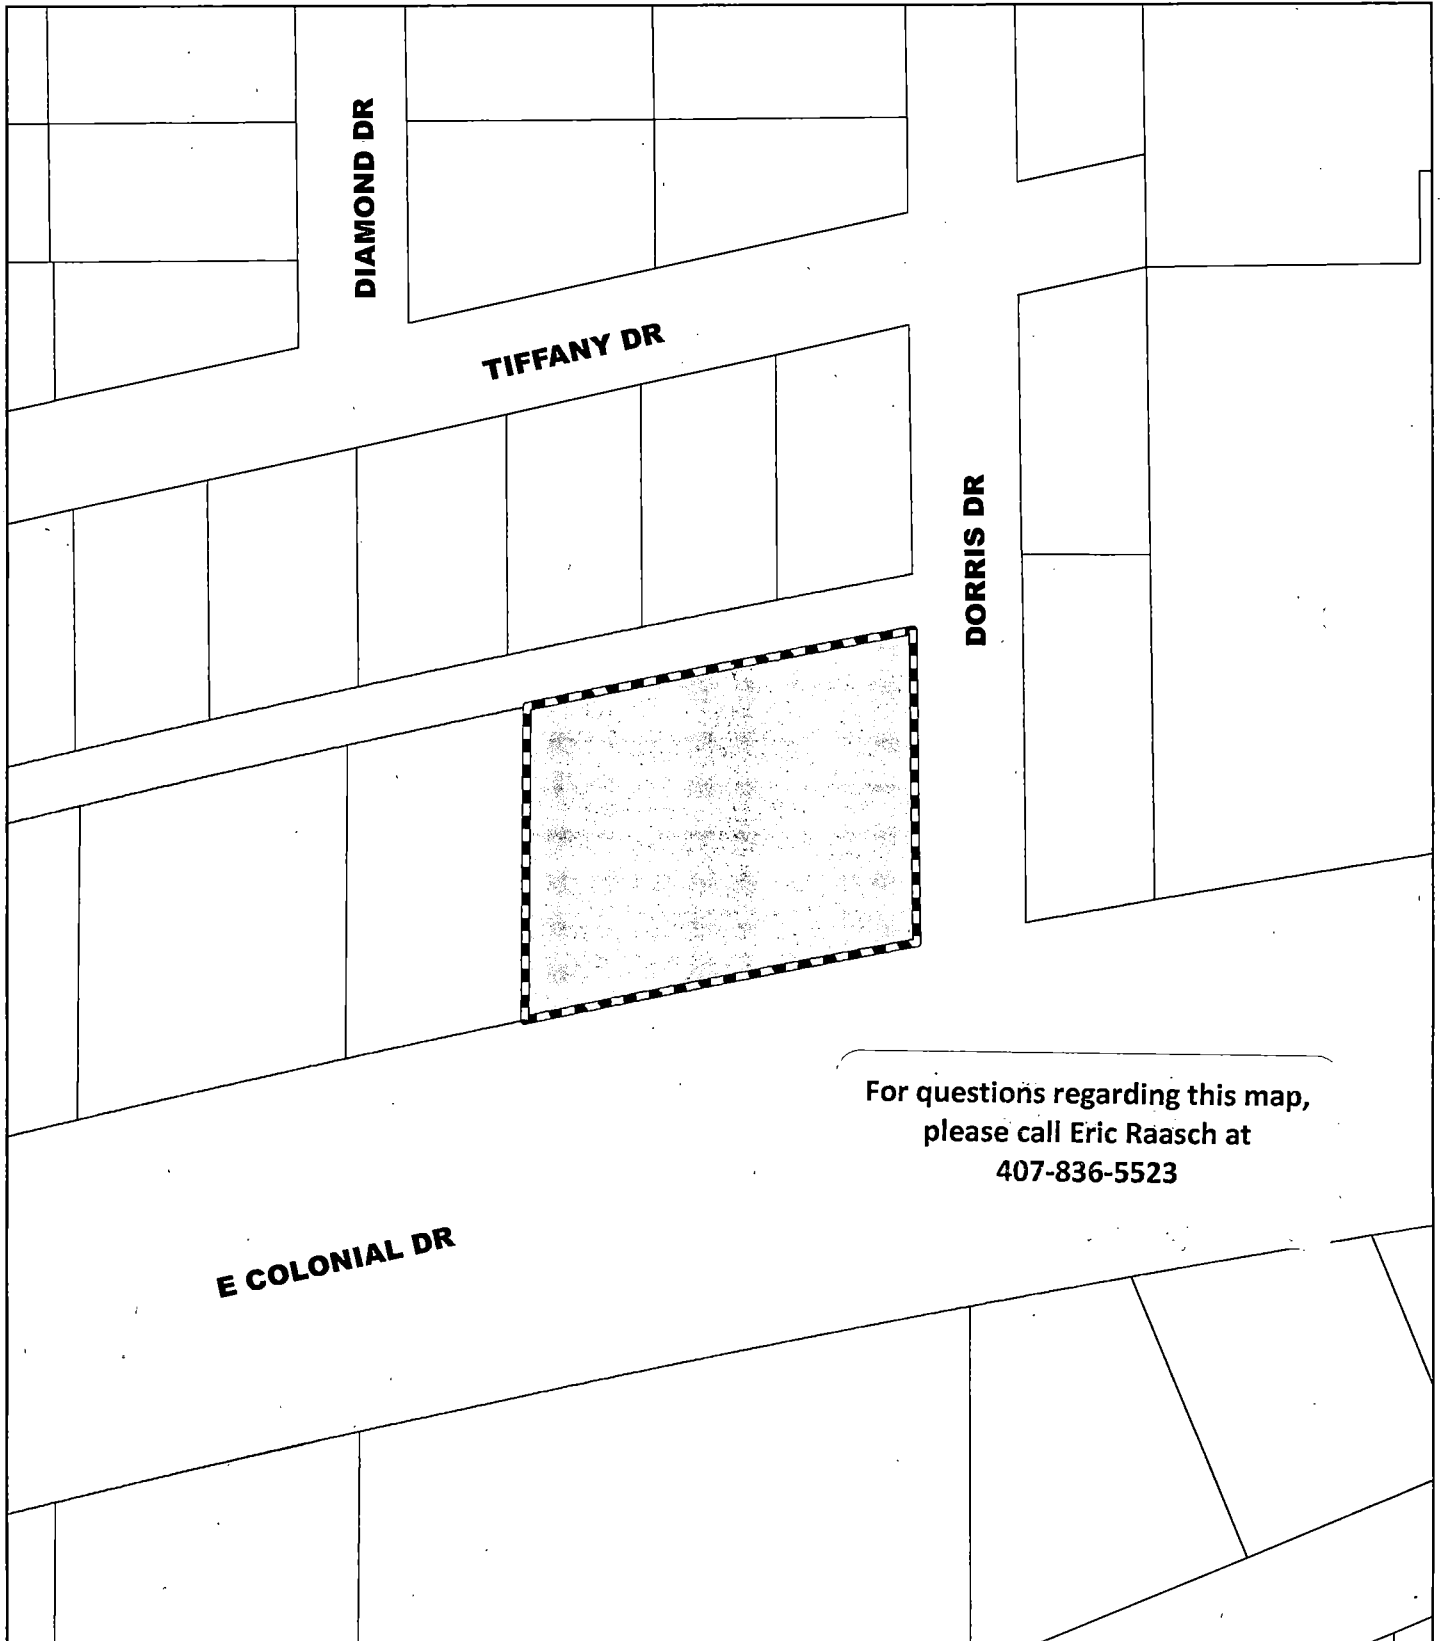 DIAMOND DR
TIFFANY DR
DORRIS DR
For questions regarding this map,
please call Eric Raasch at
407-836-5523
E COLONIAL DR